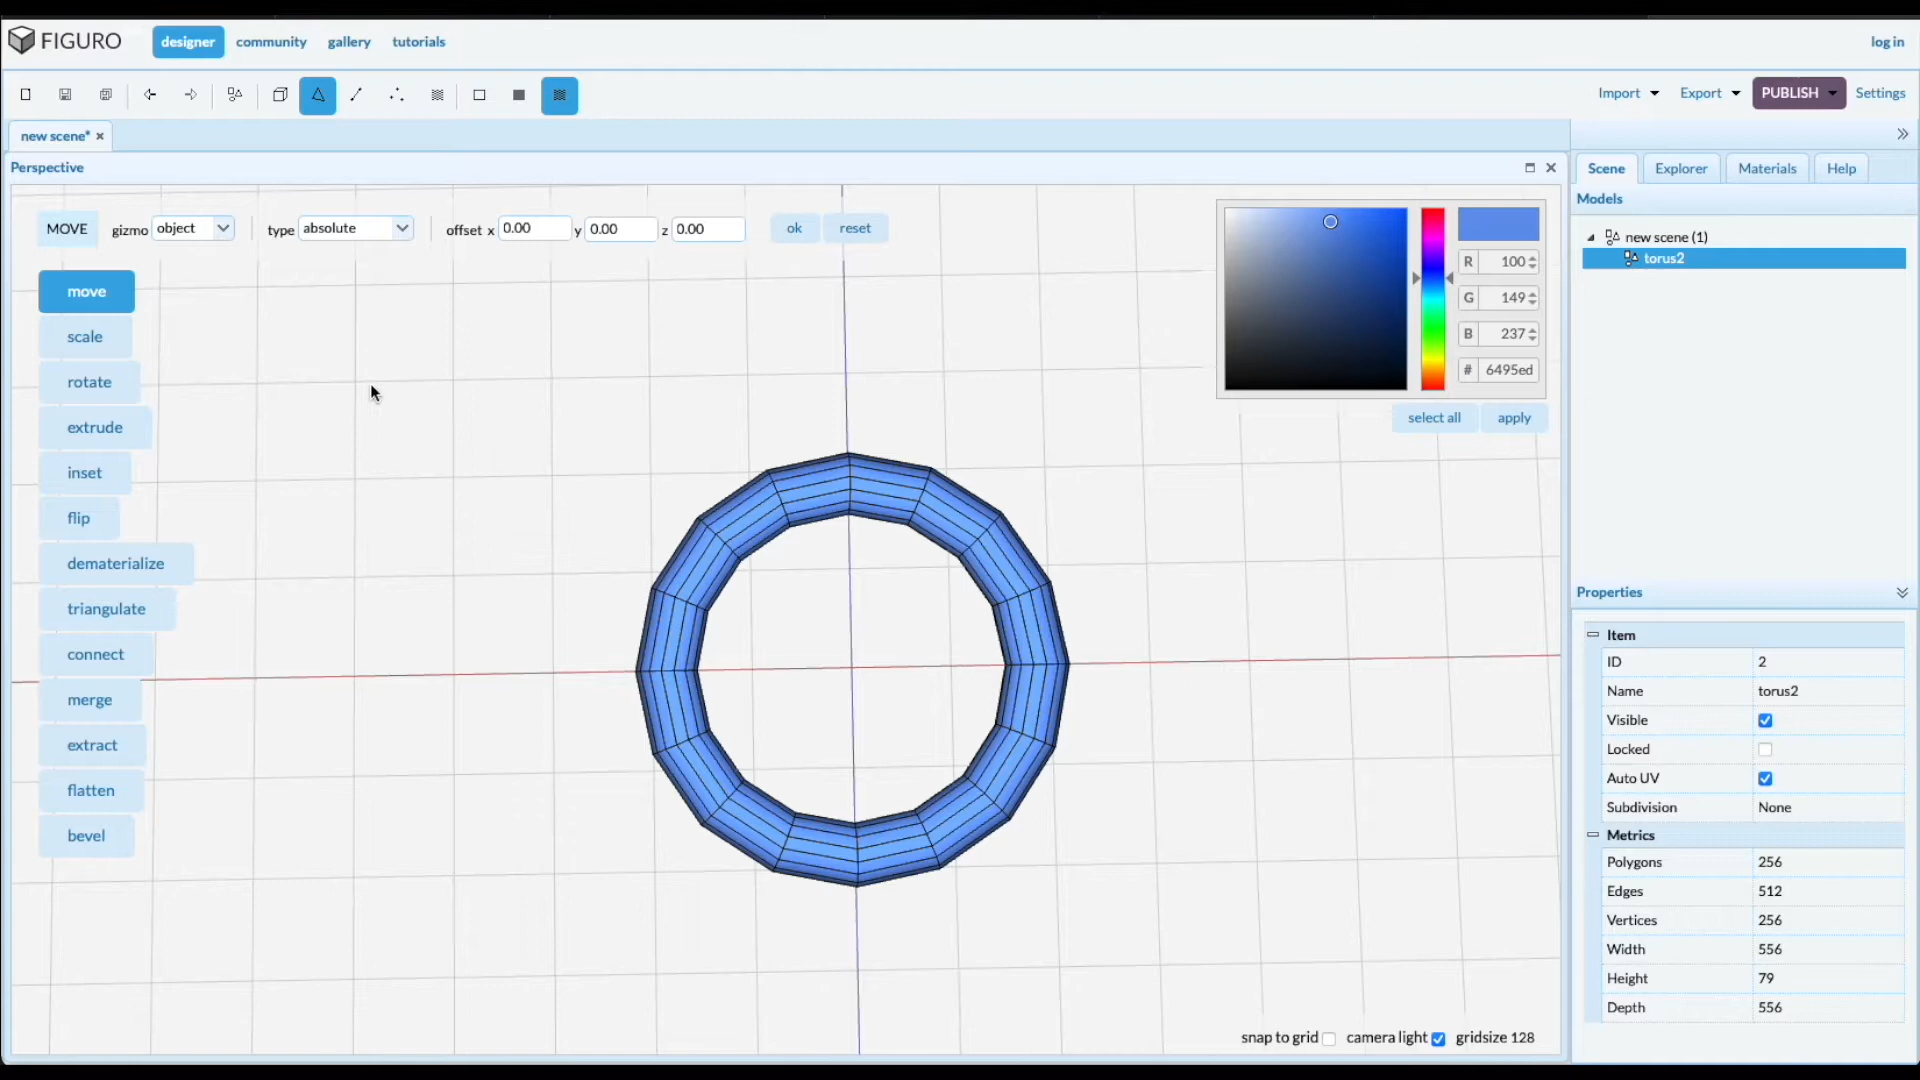 FIGURO designer community gallery tutorials log in
Import Export PUBLISH Settings
new scene*
Perspective
MOVE gizmo object type absolute offset x 0.00 y 0.00 z 0.00 ok reset
move
scale
rotate
extrude
inset
flip
dematerialize
triangulate
connect
merge
extract
flatten
bevel
R 100
G 149
B 237
# 6495ed
select all apply
snap to grid camera light gridsize 128
Scene Explorer Materials Help
Models
new scene (1)
torus2
Properties
Item
ID 2
Name torus2
Visible
Locked
Auto UV
Subdivision None
Metrics
Polygons 256
Edges 512
Vertices 256
Width 556
Height 79
Depth 556